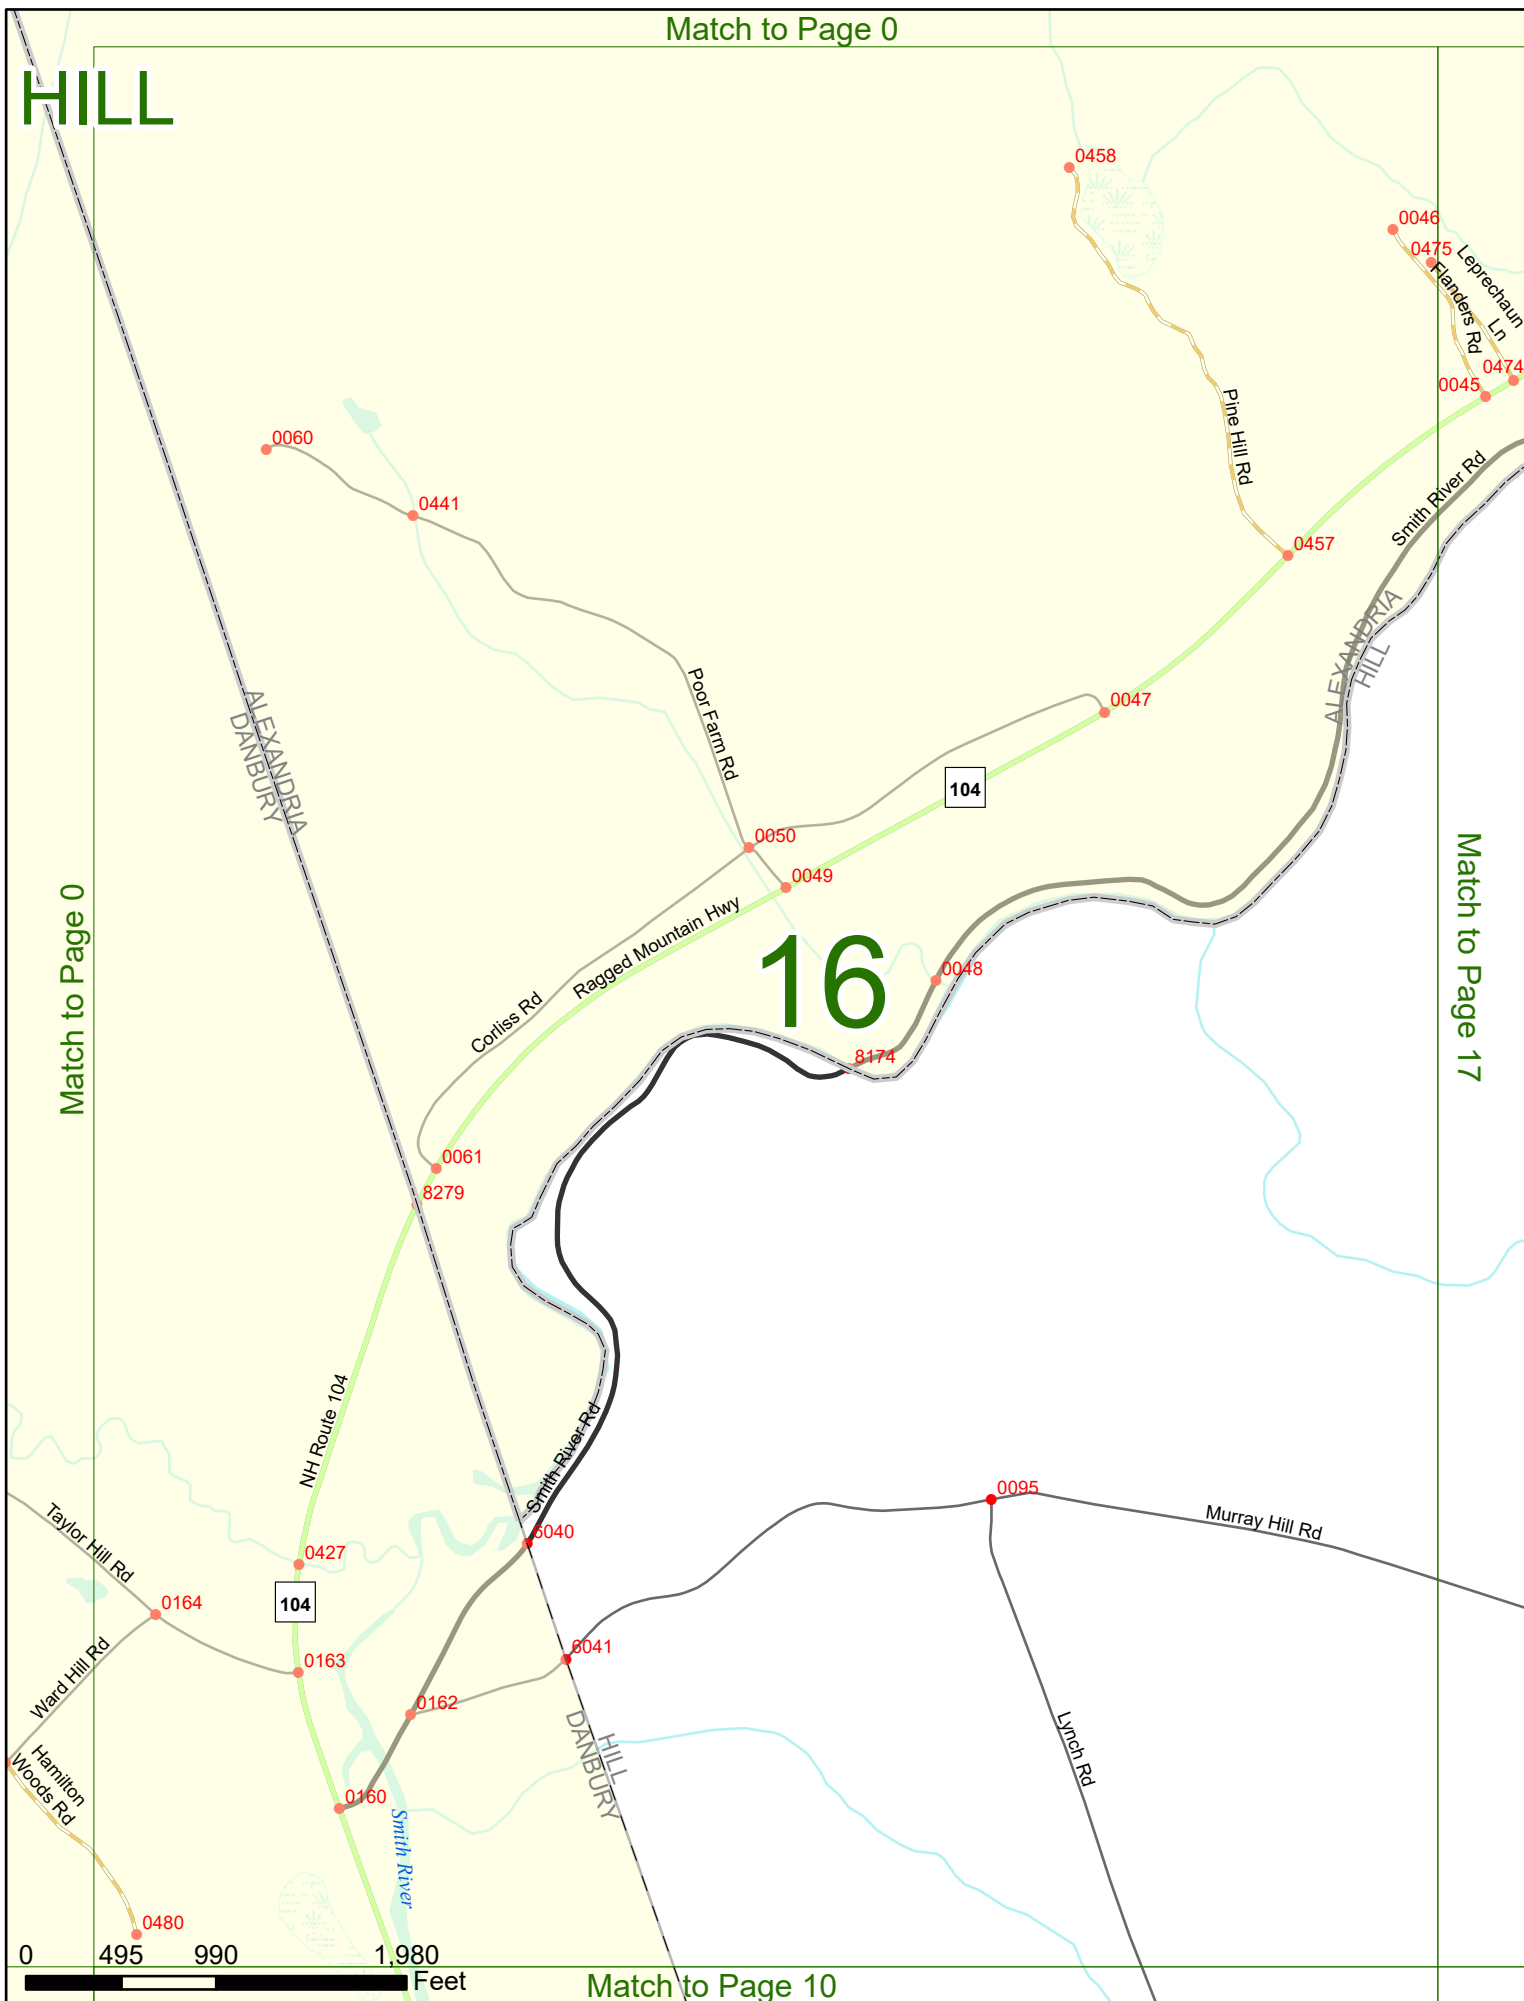 Match to Page 0
HILL
0458
0046
0475
Leprechaun
Ln
Flanders Rd
0474
0045
Pine Hill Rd
0060
0441
Smith River Rd
0457
ALEXANDRIA
HILL
Poor Farm Rd
0047
ALEXANDRIA
DANBURY
104
0050
0049
Match to Page 17
Match to Page 0
Ragged Mountain Hwy
16
0048
Corliss Rd
8174
0061
8279
NH Route 104
Smith River Rd
0095
Murray Hill Rd
Taylor Hill Rd
6040
0427
104
0164
6041
Ward Hill Rd
0163
0162
Lynch Rd
HILL
DANBURY
Hamilton
Woods Rd
0160
Smith River
0480
0 495 990 1,980
Feet
Match to Page 10